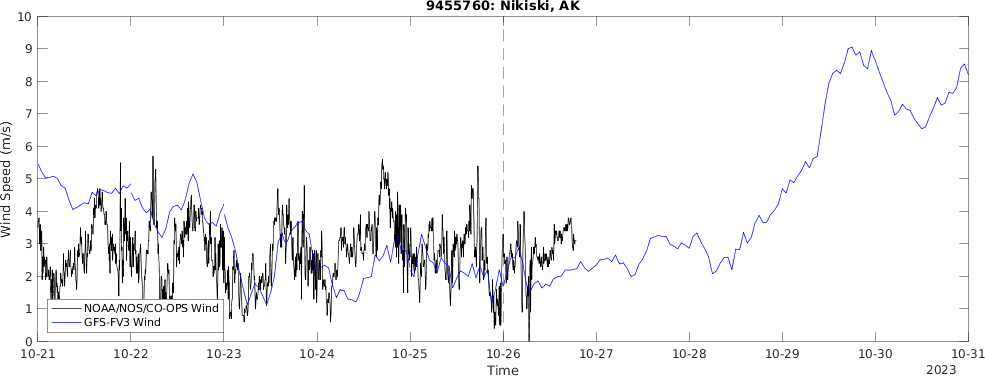 9455760: Nikiski, AK
10
9
8
7
6
5
4
3
2
1
0
Wind Speed (m/s)
NOAA/NOS/CO-OPS Wind
GFS-FV3 Wind
10-21 10-22 10-23 10-24 10-25 10-26 10-27 10-28 10-29 10-30 10-31
Time
2023